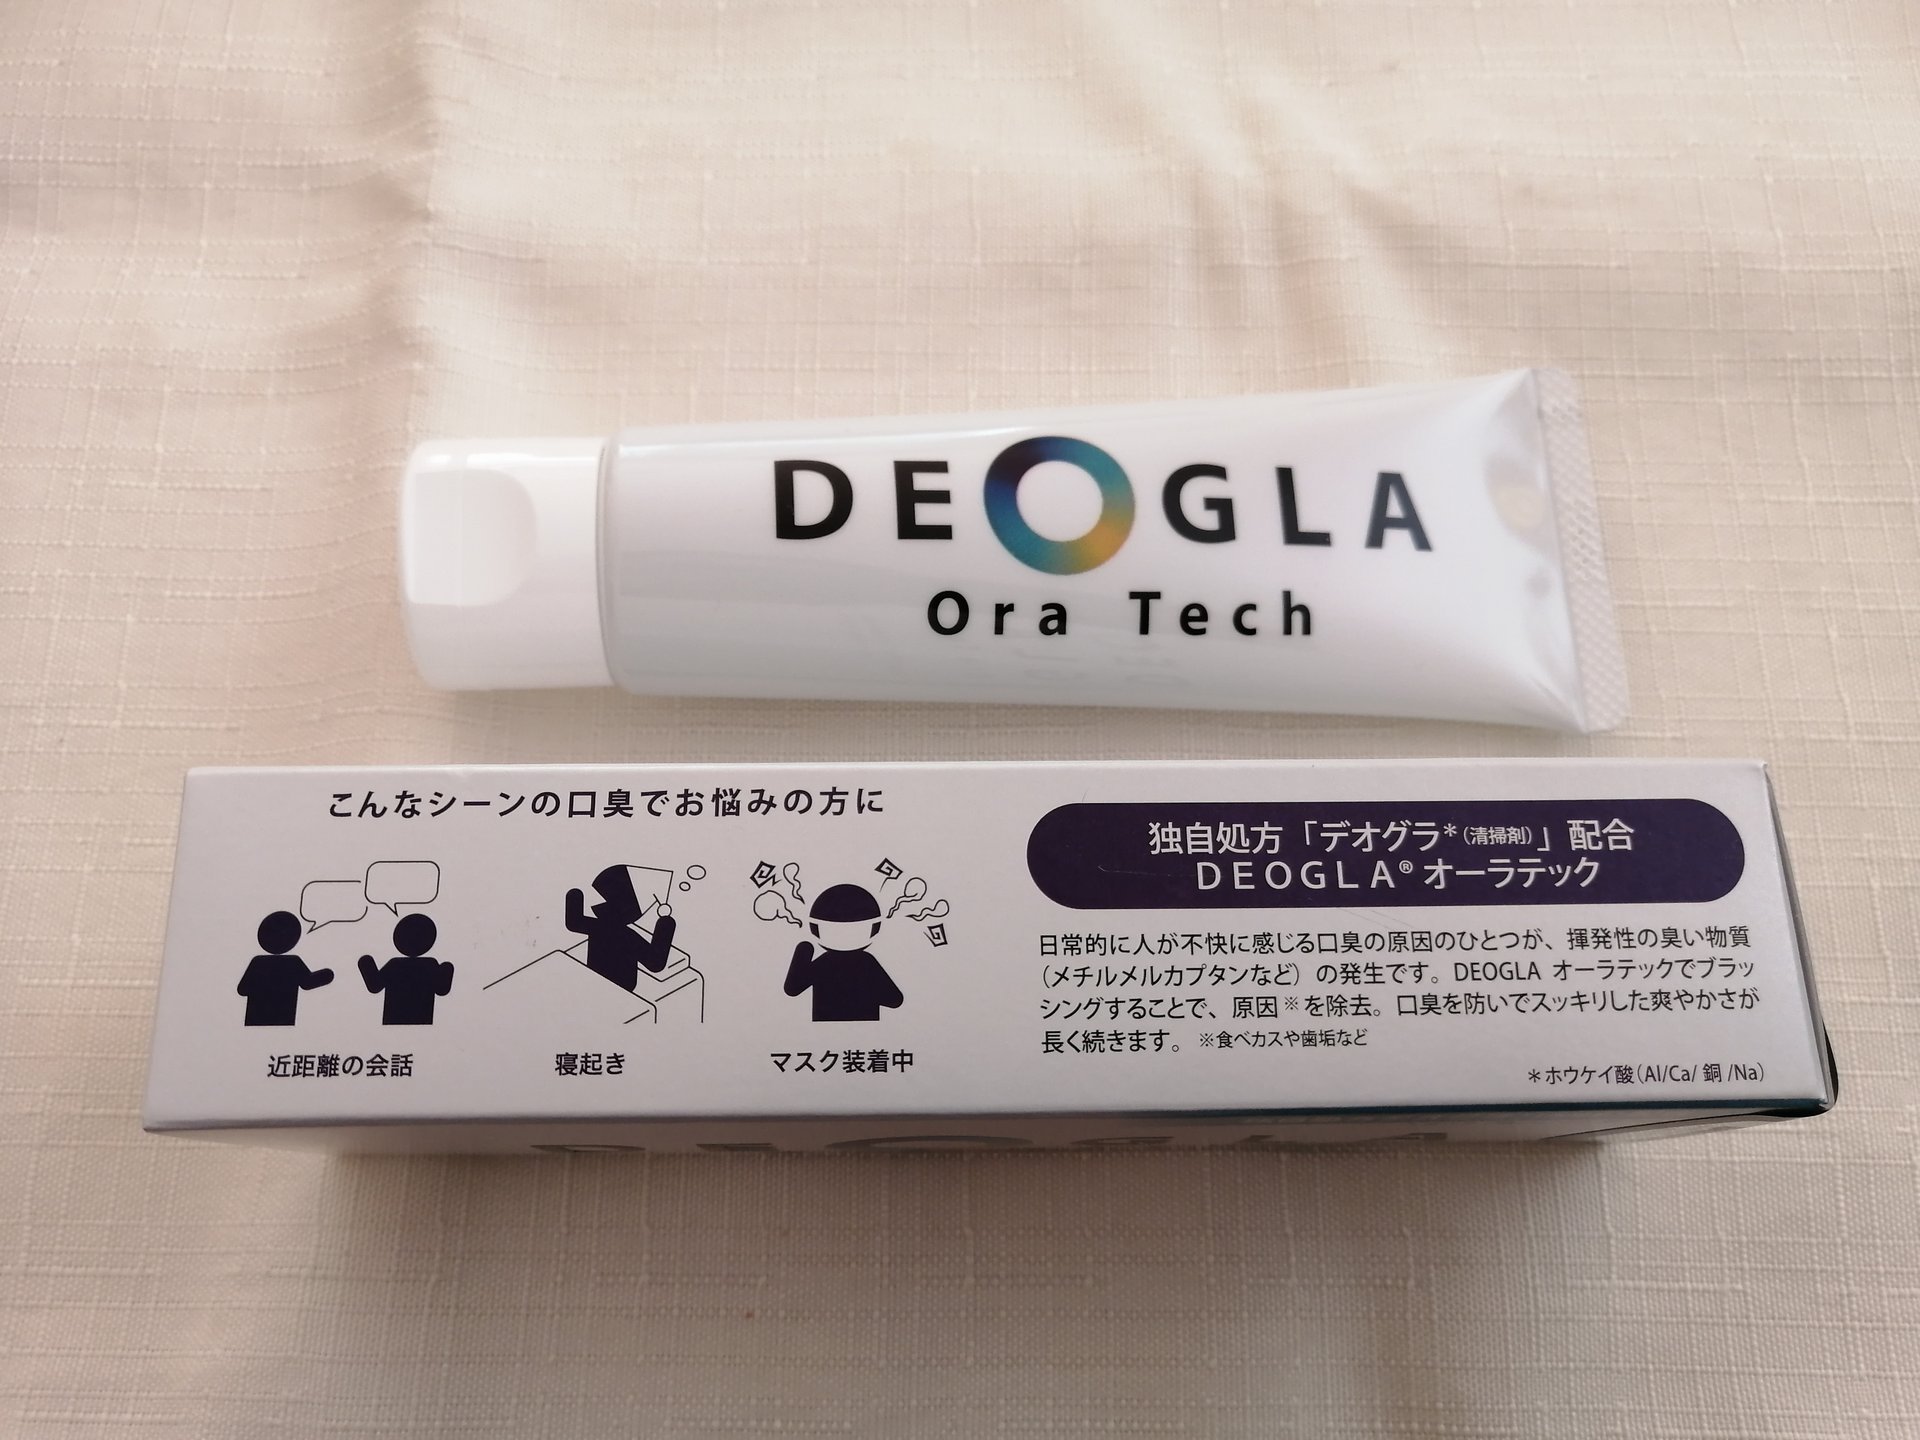 DEOGLA
Ora Tech
こんなシーンの口臭でお悩みの方に
近距離の会話
寝起き
マスク装着中
独自処方「デオグラ*(清掃剤)」配合
DEOGLA®オーラテック
日常的に人が不快に感じる口臭の原因のひとつが、揮発性の臭い物質
(メチルメルカプタンなど)の発生です。DEOGLA オーラテックでブラッ
シングすることで、原因※を除去。口臭を防いでスッキリした爽やかさが
長く続きます。※食べカスや歯垢など
*ホウケイ酸(Al/Ca/銅/Na)